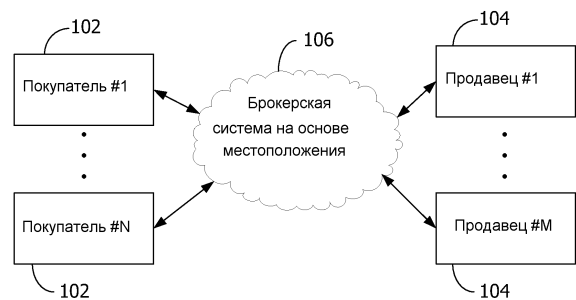 102
106
104
Покупатель #1
Продавец #1
Брокерская
система на основе
местоположения
Покупатель #N
Продавец #M
102
104